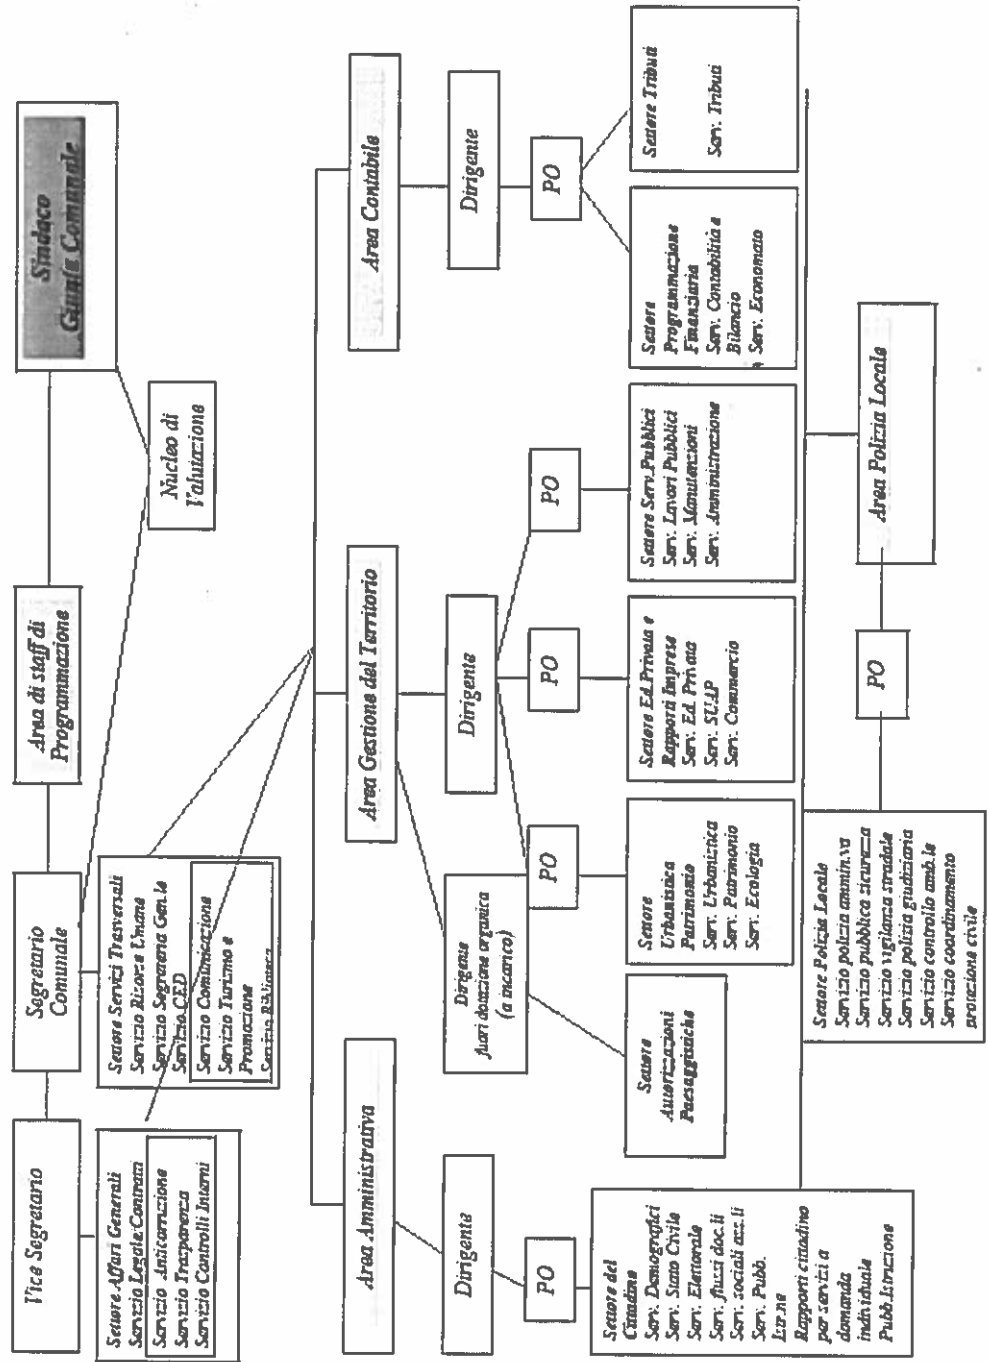 Sindaco
Giunta Comunale
Nucleo di
Valutazione
Area di staff di
Programmazione
Segretario
Comunale
Vice Segretario
Settore Servizi Trasversali
Servizio Risorse Umane
Servizio Segreteria Gen.le
Servizio CED
Servizio Comunicazione
Servizio Turismo e
Promozione
Servizio Biblioteca
Settore Affari Generali
Servizio Legale/Contratti
Servizio Anticorruzione
Servizio Trasparenza
Servizio Controlli Interni
Area Amministrativa
Dirigente
PO
Settore del
Cittadino
Serv. Demografici
Serv. Stato Civile
Serv. Elettorale
Serv. flussi doc.li
Serv. sociali ass.li
Serv. Pubb.
Istr.ne
Rapporti cittadino
per servizi a
domanda
individuale
Pubb.Istruzione
Area Gestione del Territorio
Dirigente
fuori dotazione organica
(a incarico)
Settore
Autorizzazioni
Paesaggistiche
Dirigente
PO
Settore
Urbanistica
Patrimonio
Serv. Urbanistica
Serv. Patrimonio
Serv. Ecologia
PO
Settore Ed.Privata e
Rapporti Imprese
Serv. Ed. Privata
Serv. SUAP
Serv. Commercio
PO
Settore Serv.Pubblici
Serv. Lavori Pubblici
Serv. Manutenzioni
Serv. Amministrazione
Area Contabile
Dirigente
PO
Settore
Programmazione
Finanziaria
Serv. Contabilità e
Bilancio
Serv. Economato
Settore Tributi
Serv. Tributi
Area Polizia Locale
PO
Settore Polizia Locale
Servizio polizia ammin.va
Servizio pubblica sicurezza
Servizio vigilanza stradale
Servizio polizia giudiziaria
Servizio controllo amb.le
Servizio coordinamento
protezione civile